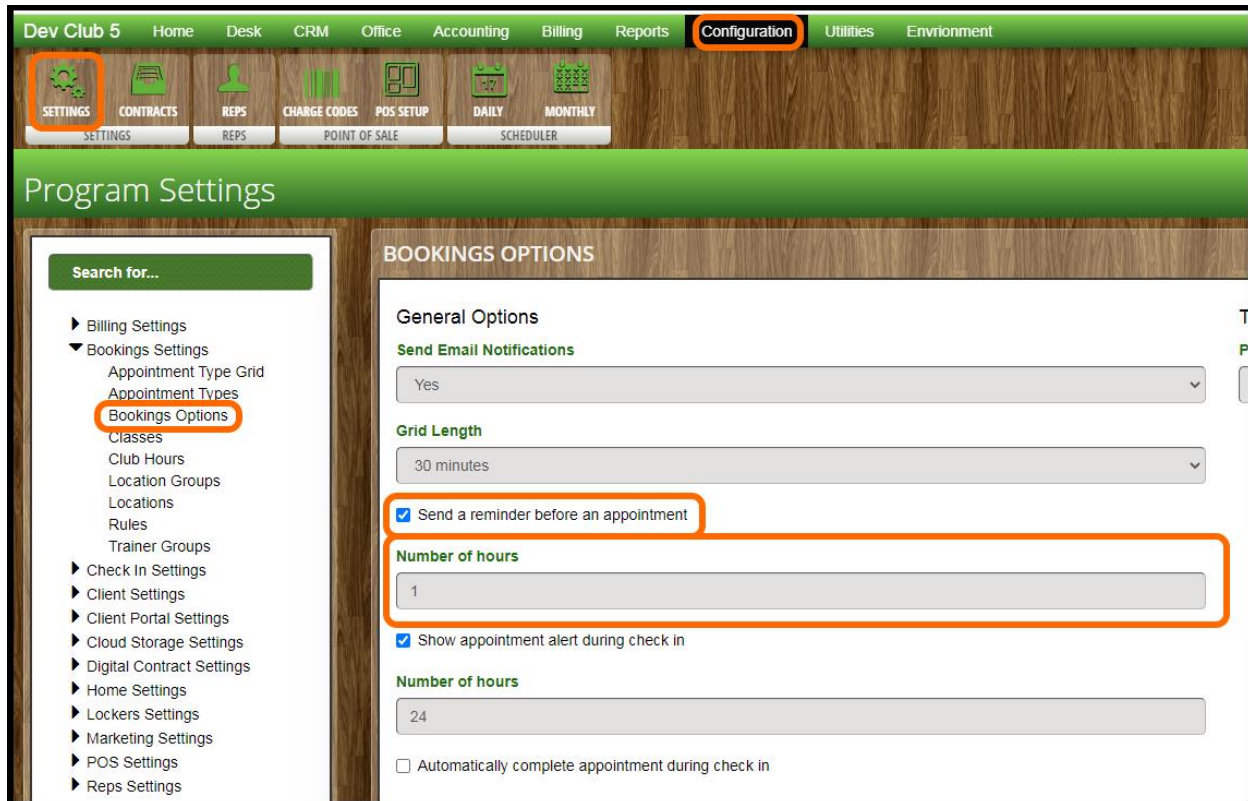 Dev Club 5 Home Desk CRM Office Accounting Billing Reports Configuration Utilities Envrionment
17
SETTINGS CONTRACTS REPS CHARGE CODES POS SETUP DAILY MONTHLY
SETTINGS REPS POINT OF SALE SCHEDULER
Program Settings
Search for...
Billing Settings
Bookings Settings
Appointment Type Grid
Appointment Types
Bookings Options
Classes
Club Hours
Location Groups
Locations
Rules
Trainer Groups
Check In Settings
Client Settings
Client Portal Settings
Cloud Storage Settings
Digital Contract Settings
Home Settings
Lockers Settings
Marketing Settings
POS Settings
Reps Settings
BOOKINGS OPTIONS
General Options
Send Email Notifications
Yes
Grid Length
30 minutes
Send a reminder before an appointment
Number of hours
1
Show appointment alert during check in
Number of hours
24
Automatically complete appointment during check in